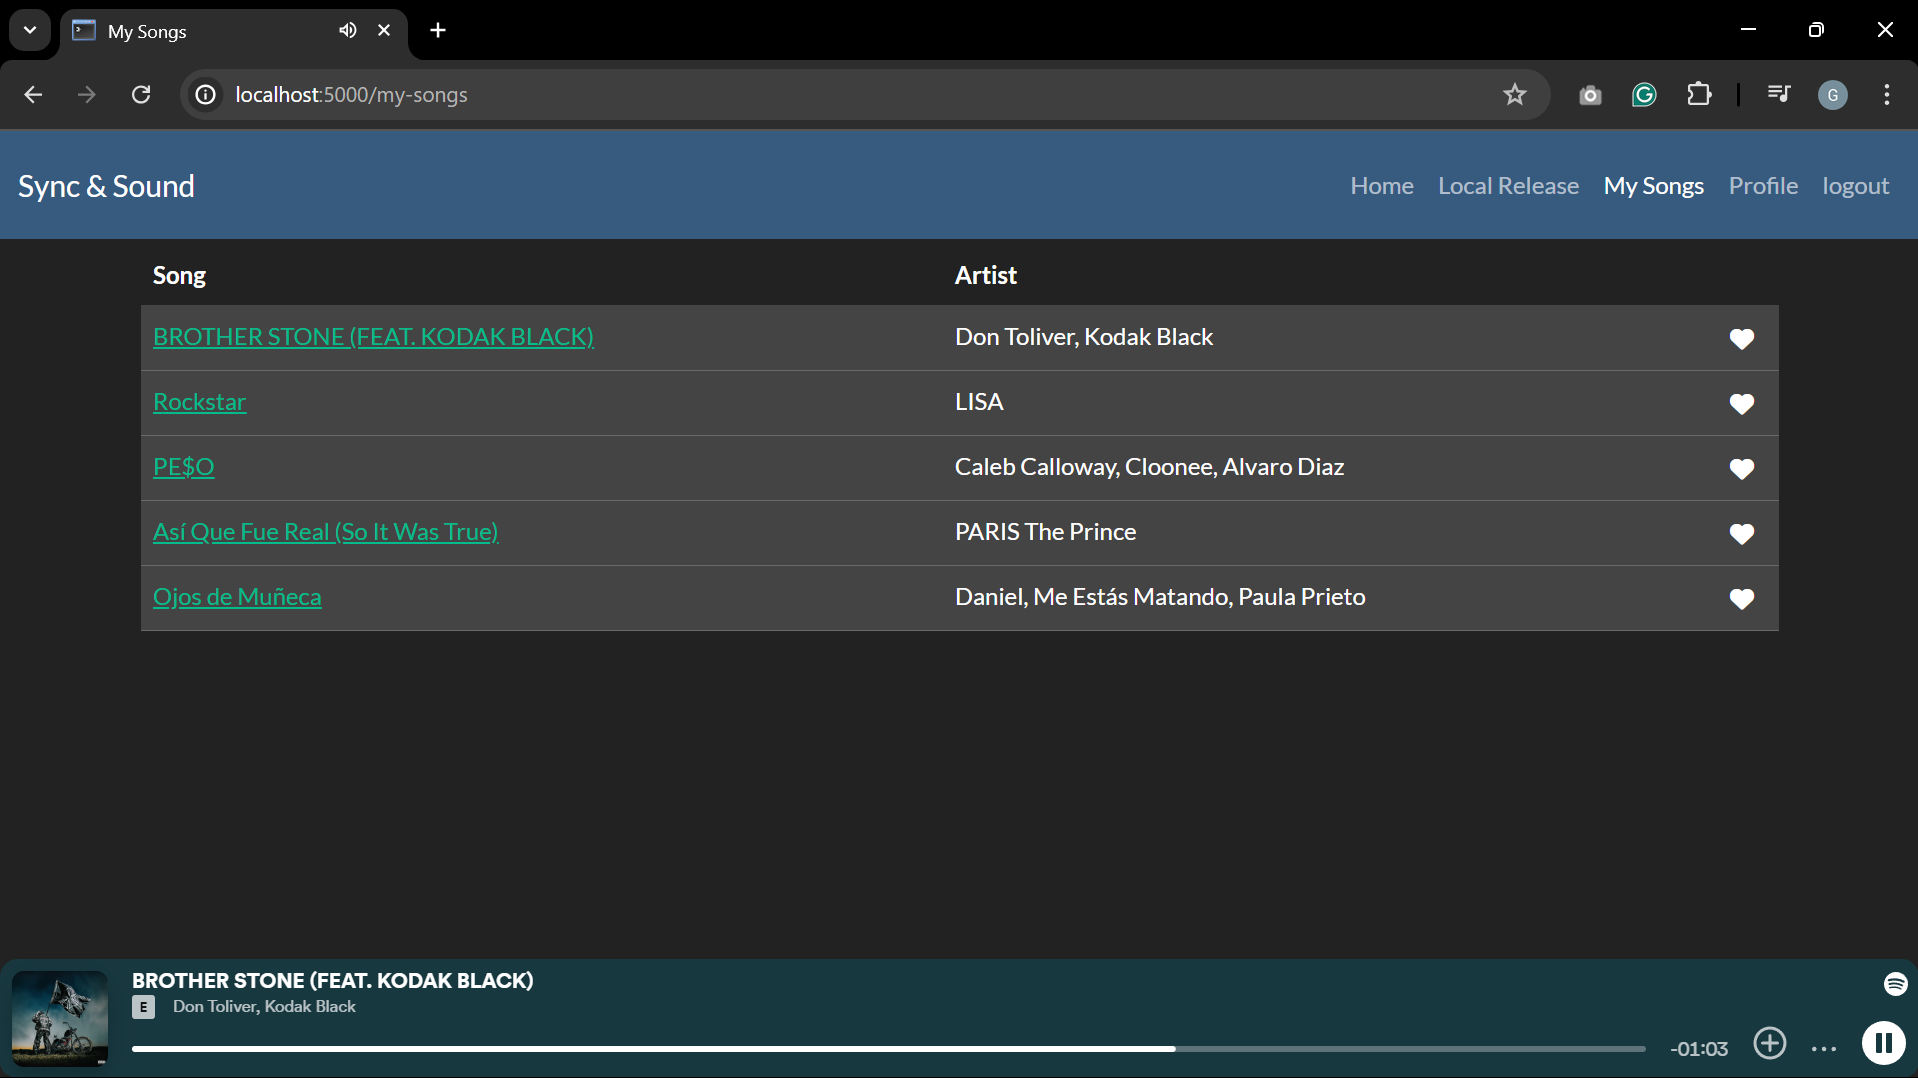 My Songs
localhost:5000/my-songs
G
Sync & Sound
Home Local Release My Songs Profile logout
Song Artist
BROTHER STONE (FEAT. KODAK BLACK) Don Toliver, Kodak Black
Rockstar LISA
PE$O Caleb Calloway, Cloonee, Alvaro Diaz
Así Que Fue Real (So It Was True) PARIS The Prince
Ojos de Muñeca Daniel, Me Estás Matando, Paula Prieto
BROTHER STONE (FEAT. KODAK BLACK)
E Don Toliver, Kodak Black
-01:03